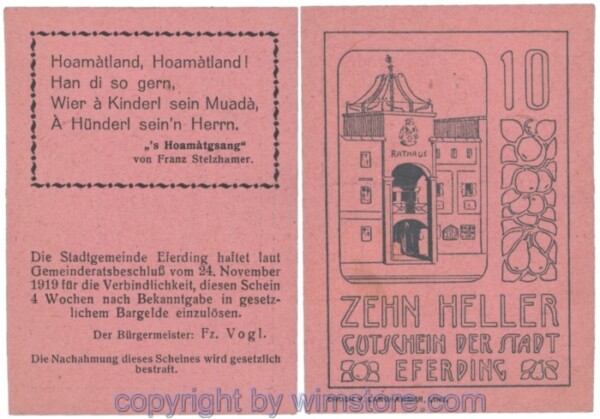 Hoamàtland, Hoamàtland!
Han di so gern,
Wier à Kinderl sein Muadà,
À Hünderl sein'n Herrn.
„'s Hoamàtgsang"
von Franz Stelzhamer.
Die Stadtgemeinde Eferding haftet laut
Gemeinderatsbeschluß vom 24. November
1919 für die Verbindlichkeit, diesen Schein
4 Wochen nach Bekanntgabe in gesetz-
lichem Bargelde einzulösen.
Der Bürgermeister: Fz. Vogl.
Die Nachahmung dieses Scheines wird gesetzlich
bestraft.
10
RATHAUS
ZEHN HELLER
GUTSCHEIN DER STADT
EFERDING
LINZ.
copyright by winstore.com